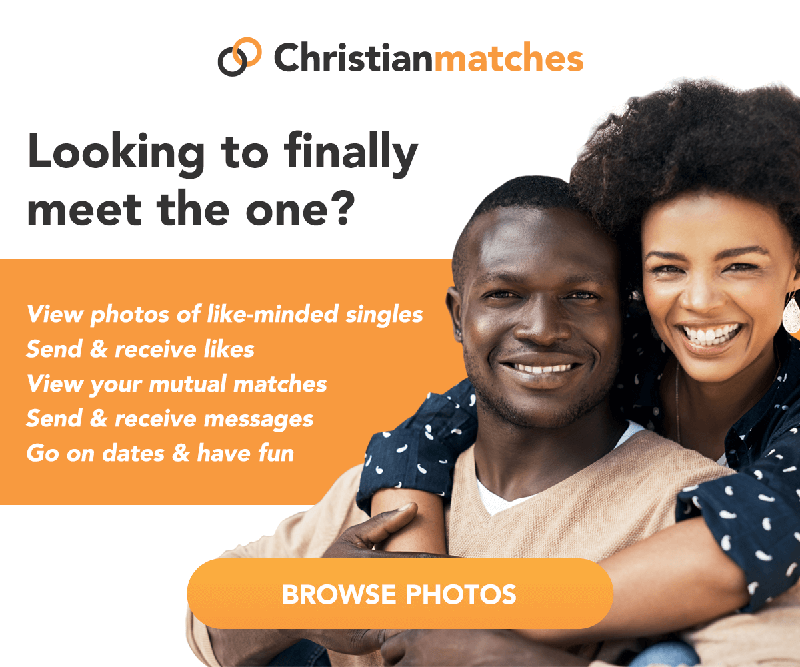 Christianmatches
Looking to finally
meet the one?
View photos of like-minded singles
Send & receive likes
View your mutual matches
Send & receive messages
Go on dates & have fun
BROWSE PHOTOS